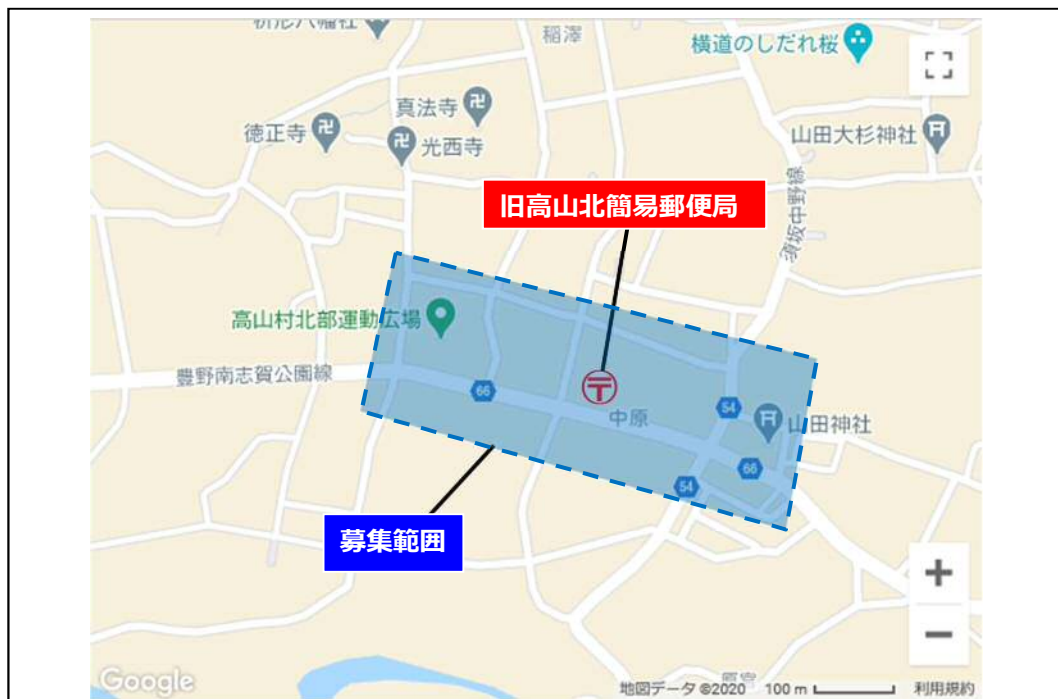 稲澤
横道のしだれ桜
真法寺
徳正寺
光西寺
山田大杉神社
旧高山北簡易郵便局
須坂中野線
高山村北部運動広場
豊野南志賀公園線
66
中原
54
山田神社
66
54
募集範囲
+
−
Google
地図データ ©2020
100 m
利用規約